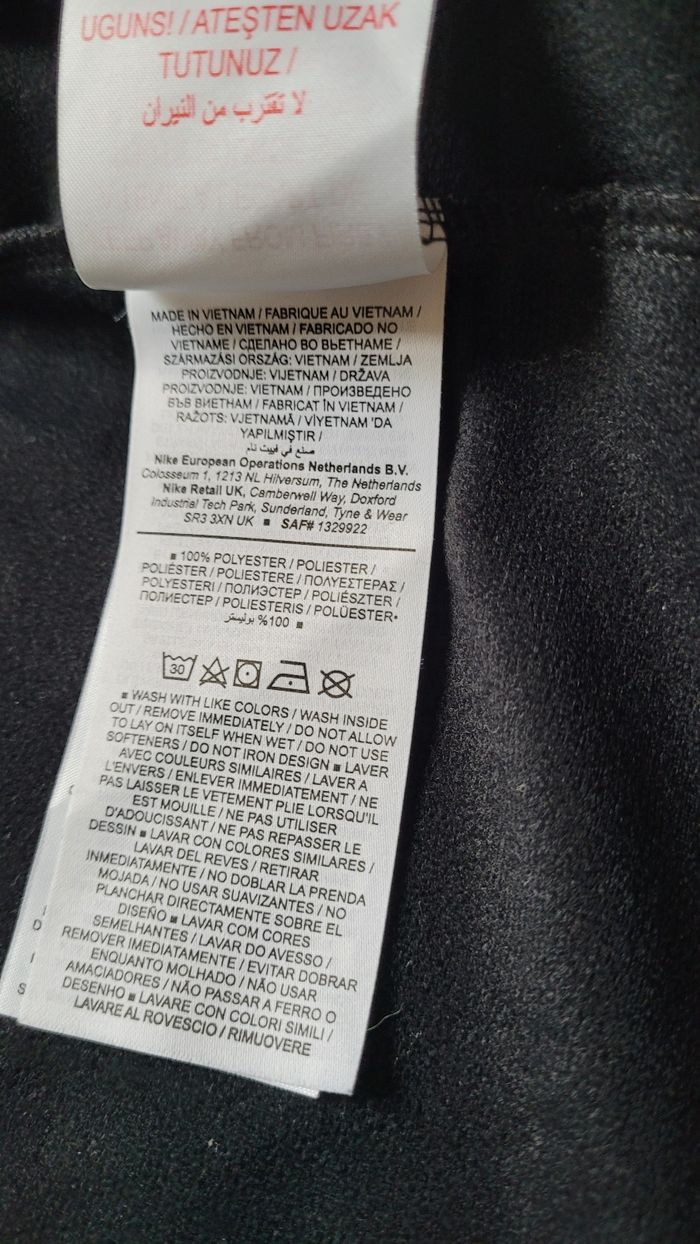 UGUNS! / ATEŞTEN UZAK
TUTUNUZ /
لا تقترب من النيران
MADE IN VIETNAM / FABRIQUE AU VIETNAM /
HECHO EN VIETNAM / FABRICADO NO
VIETNAME / СДЕЛАНО ВО ВЬЕТНАМЕ /
SZÁRMAZÁSI ORSZÁG: VIETNAM / ZEMLJA
PROIZVODNJE: VIJETNAM / DRŽAVA
PROIZVODNJE: VIETNAM / ПРОИЗВЕДЕНО
ВЪВ ВИЕТНАМ / FABRICAT ÎN VIETNAM /
RAŽOTS: VJETNAMĀ / VİYETNAM 'DA
YAPILMIŞTIR /
صنع في فييت نام
Nike European Operations Netherlands B.V.
Colosseum 1, 1213 NL Hilversum, The Netherlands
Nike Retail UK, Camberwell Way, Doxford
Industrial Tech Park, Sunderland, Tyne & Wear
SR3 3XN UK ■ SAF# 1329922
■ 100% POLYESTER / POLIESTER /
POLIÉSTER / POLIESTERE / ΠΟΛΥΕΣΤΕΡΑΣ /
POLYESTERI / ПОЛИЭСТЕР / POLIÉSZTER /
ПОЛИЕСТЕР / POLIESTERIS / POLÜESTER•
100% بوليستر ■
30
■ WASH WITH LIKE COLORS / WASH INSIDE
OUT / REMOVE IMMEDIATELY / DO NOT ALLOW
TO LAY ON ITSELF WHEN WET / DO NOT USE
SOFTENERS / DO NOT IRON DESIGN ■ LAVER
AVEC COULEURS SIMILAIRES / LAVER A
L'ENVERS / ENLEVER IMMEDIATEMENT / NE
PAS LAISSER LE VETEMENT PLIE LORSQU'IL
EST MOUILLE / NE PAS UTILISER
D'ADOUCISSANT / NE PAS REPASSER LE
DESSIN ■ LAVAR CON COLORES SIMILARES /
LAVAR DEL REVES / RETIRAR
INMEDIATAMENTE / NO DOBLAR LA PRENDA
MOJADA / NO USAR SUAVIZANTES / NO
PLANCHAR DIRECTAMENTE SOBRE EL
DISEÑO ■ LAVAR COM CORES
SEMELHANTES / LAVAR DO AVESSO /
REMOVER IMEDIATAMENTE / EVITAR DOBRAR
ENQUANTO MOLHADO / NÃO USAR
AMACIADORES / NÃO PASSAR A FERRO O
DESENHO ■ LAVARE CON COLORI SIMILI /
LAVARE AL ROVESCIO / RIMUOVERE